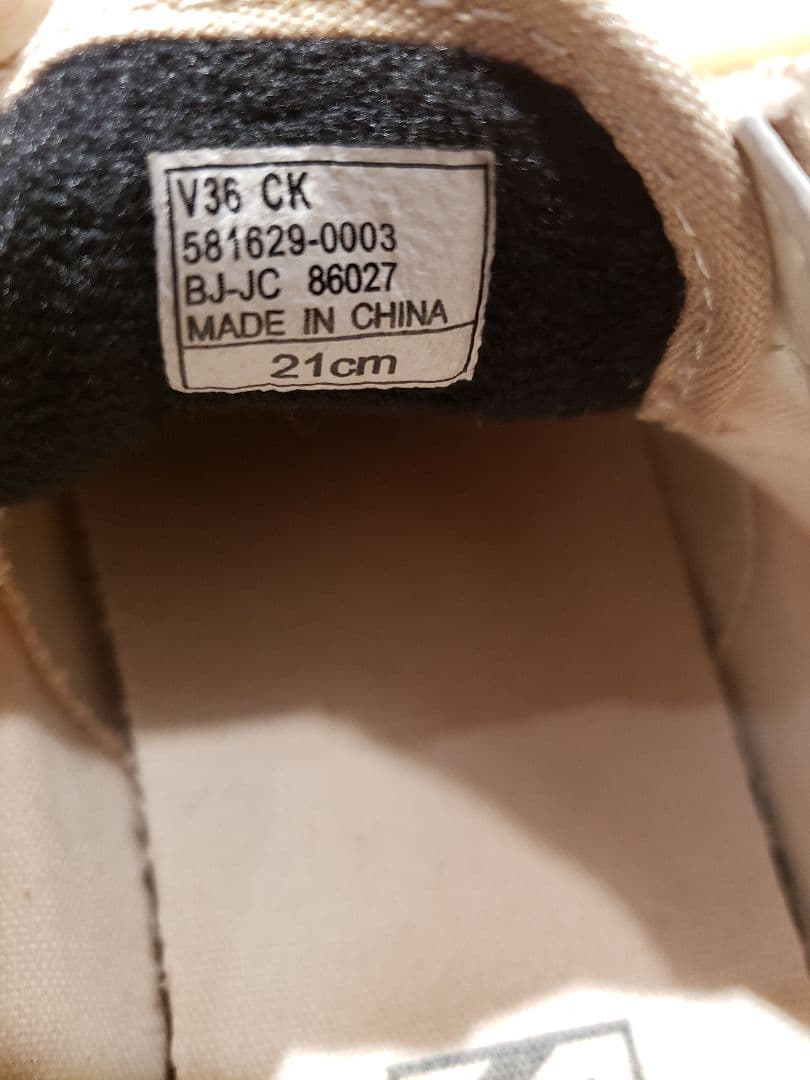 V36 CK
581629-0003
BJ-JC 86027
MADE IN CHINA
21cm